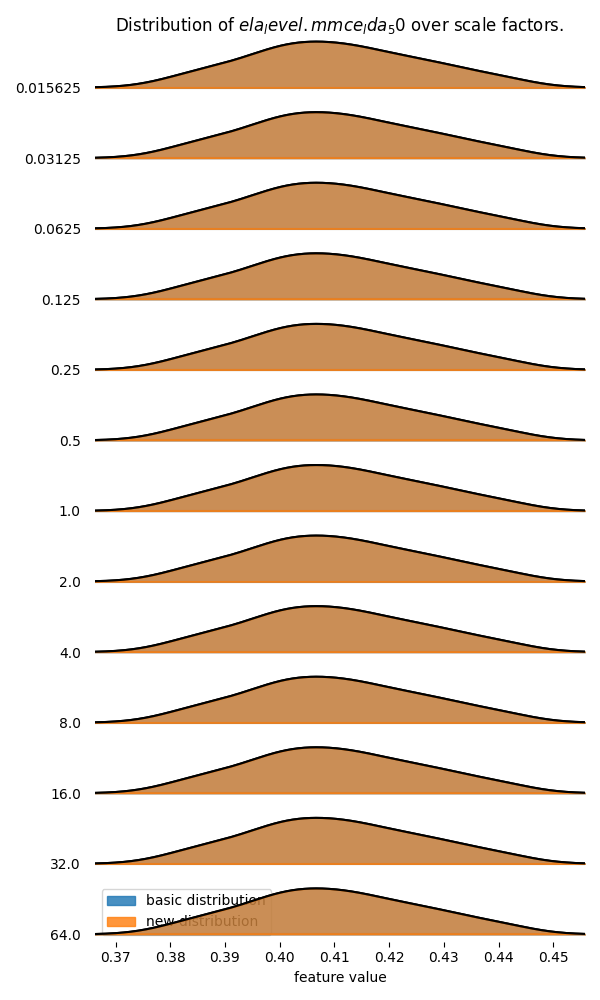 Distribution of elaₗevel.mmceₗda₅0 over scale factors.
0.015625
0.03125
0.0625
0.125
0.25
0.5
1.0
2.0
4.0
8.0
16.0
32.0
basic distribution
new distribution
64.0
0.37 0.38 0.39 0.40 0.41 0.42 0.43 0.44 0.45
feature value